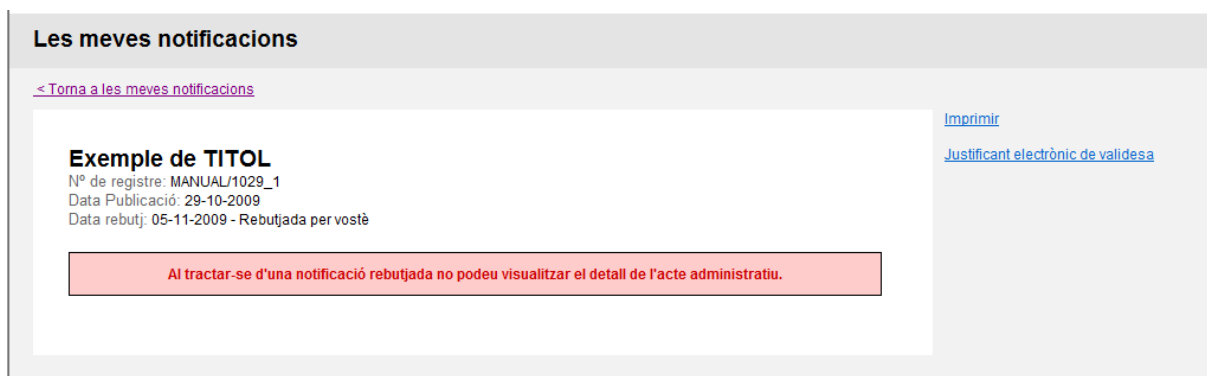 Les meves notificacions
< Torna a les meves notificacions
Imprimir
Justificant electrònic de validesa
Exemple de TITOL
Nº de registre: MANUAL/1029_1
Data Publicació: 29-10-2009
Data rebutj: 05-11-2009 - Rebutjada per vostè
Al tractar-se d'una notificació rebutjada no podeu visualitzar el detall de l'acte administratiu.